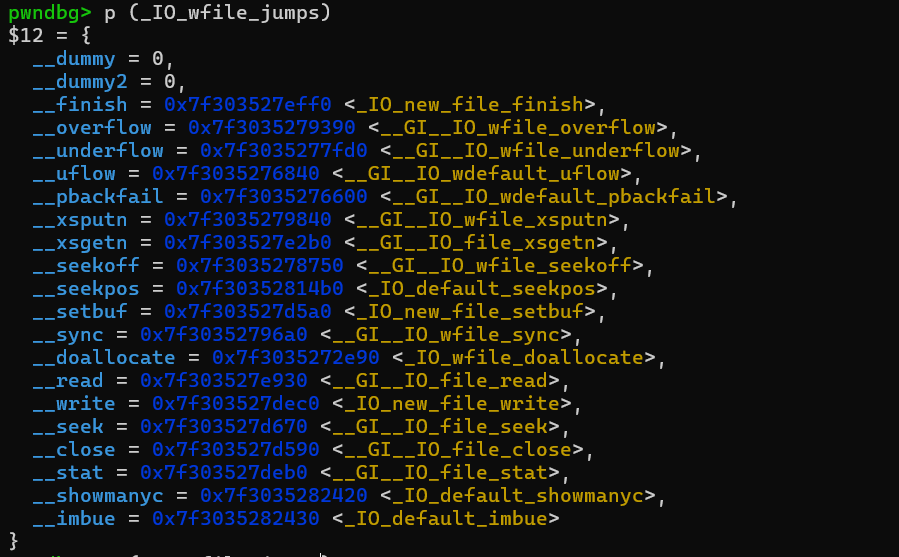 pwndbg> p (_IO_wfile_jumps)
$12 = {
  __dummy = 0,
  __dummy2 = 0,
  __finish = 0x7f303527eff0 <_IO_new_file_finish>,
  __overflow = 0x7f3035279390 <__GI__IO_wfile_overflow>,
  __underflow = 0x7f3035277fd0 <__GI__IO_wfile_underflow>,
  __uflow = 0x7f3035276840 <__GI__IO_wdefault_uflow>,
  __pbackfail = 0x7f3035276600 <__GI__IO_wdefault_pbackfail>,
  __xsputn = 0x7f3035279840 <__GI__IO_wfile_xsputn>,
  __xsgetn = 0x7f303527e2b0 <__GI__IO_file_xsgetn>,
  __seekoff = 0x7f3035278750 <__GI__IO_wfile_seekoff>,
  __seekpos = 0x7f30352814b0 <_IO_default_seekpos>,
  __setbuf = 0x7f303527d5a0 <_IO_new_file_setbuf>,
  __sync = 0x7f30352796a0 <__GI__IO_wfile_sync>,
  __doallocate = 0x7f3035272e90 <_IO_wfile_doallocate>,
  __read = 0x7f303527e930 <__GI__IO_file_read>,
  __write = 0x7f303527dec0 <_IO_new_file_write>,
  __seek = 0x7f303527d670 <__GI__IO_file_seek>,
  __close = 0x7f303527d590 <__GI__IO_file_close>,
  __stat = 0x7f303527deb0 <__GI__IO_file_stat>,
  __showmanyc = 0x7f3035282420 <_IO_default_showmanyc>,
  __imbue = 0x7f3035282430 <_IO_default_imbue>
}